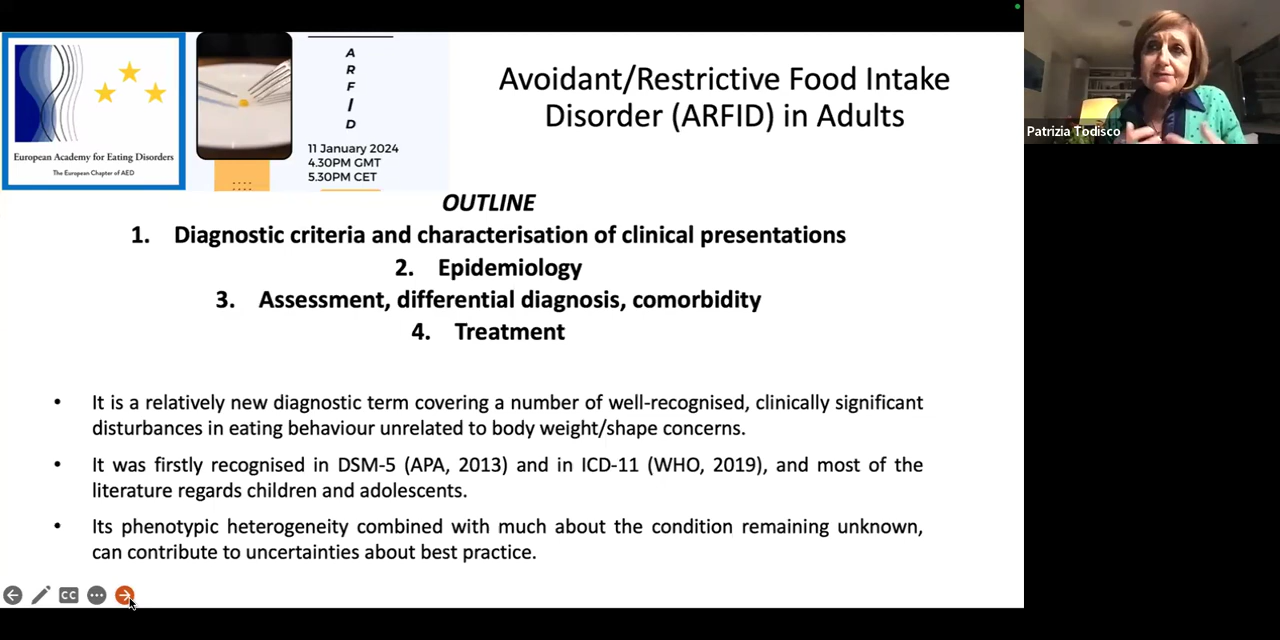 European Academy for Eating Disorders
The European Chapter of AED
A
R
F
I
D
11 January 2024
4.30PM GMT
5.30PM CET
Avoidant/Restrictive Food Intake
Disorder (ARFID) in Adults
Patrizia Todisco
OUTLINE
1. Diagnostic criteria and characterisation of clinical presentations
2. Epidemiology
3. Assessment, differential diagnosis, comorbidity
4. Treatment
• It is a relatively new diagnostic term covering a number of well-recognised, clinically significant
disturbances in eating behaviour unrelated to body weight/shape concerns.
• It was firstly recognised in DSM-5 (APA, 2013) and in ICD-11 (WHO, 2019), and most of the
literature regards children and adolescents.
• Its phenotypic heterogeneity combined with much about the condition remaining unknown,
can contribute to uncertainties about best practice.
CC